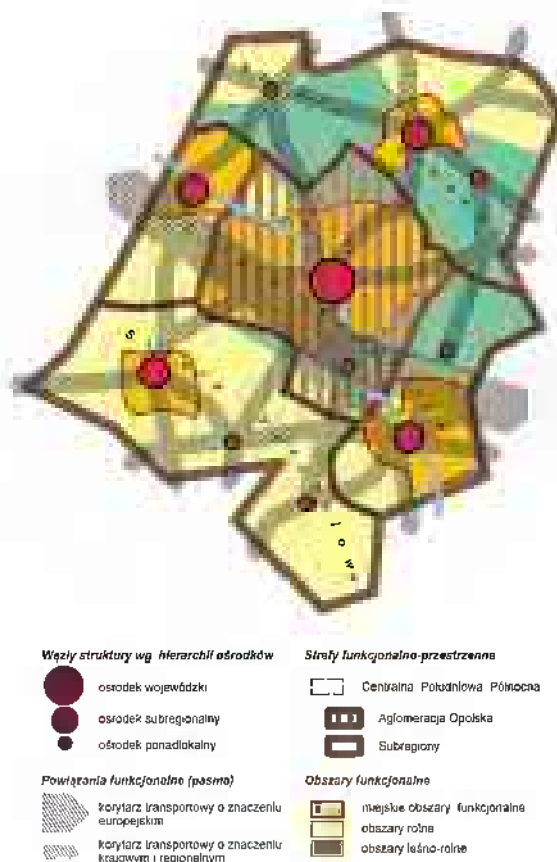 s
ł o w
Węzły struktury wg hierarchii ośrodków
ośrodek wojewódzki
ośrodek subregionalny
ośrodek ponadlokalny
Powiązania funkcjonalne (pasma)
korytarz transportowy o znaczeniu
europejskim
korytarz transportowy o znaczeniu
krajowym i regionalnym
Strefy funkcjonalno-przestrzenne
Centralna Południowa Północna
Aglomeracja Opolska
Subregiony
Obszary funkcjonalne
miejskie obszary funkcjonalne
obszary rolne
obszary leśno-rolne